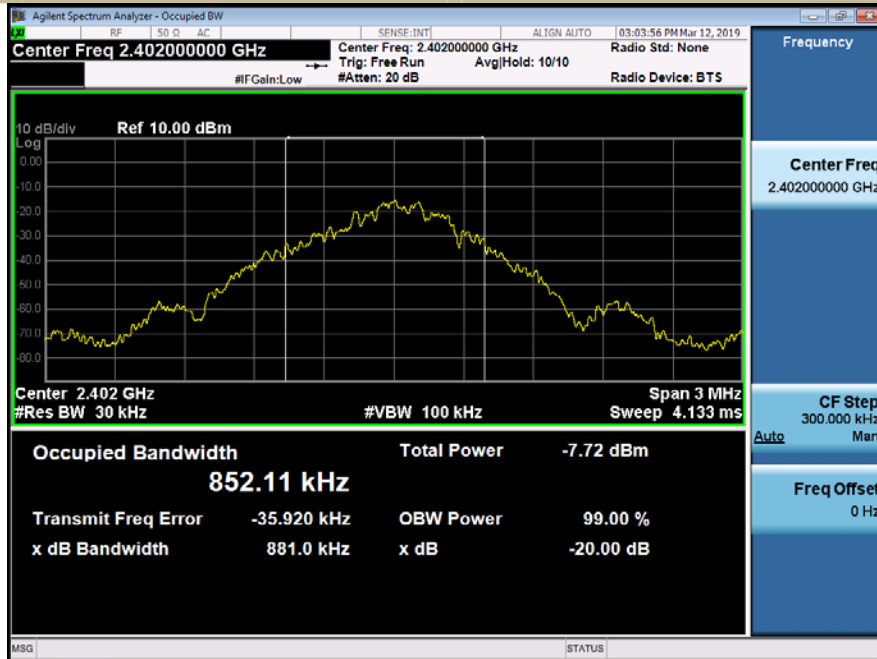 Agilent Spectrum Analyzer - Occupied BW
LXI RF 50 Ω AC SENSE:INT ALIGN AUTO 03:03:56 PM Mar 12, 2019
Center Freq 2.402000000 GHz
Center Freq: 2.402000000 GHz
Radio Std: None
Trig: Free Run Avg|Hold: 10/10
#IFGain:Low #Atten: 20 dB Radio Device: BTS
10 dB/div Ref 10.00 dBm
Log
0.00
-10.0
-20.0
-30.0
-40.0
-50.0
-60.0
-70.0
-80.0
Center 2.402 GHz Span 3 MHz
#Res BW 30 kHz #VBW 100 kHz Sweep 4.133 ms
Occupied Bandwidth Total Power -7.72 dBm
852.11 kHz
Transmit Freq Error -35.920 kHz OBW Power 99.00 %
x dB Bandwidth 881.0 kHz x dB -20.00 dB
Frequency
Center Freq
2.402000000 GHz
CF Step
300.000 kHz
Auto Man
Freq Offset
0 Hz
MSG STATUS